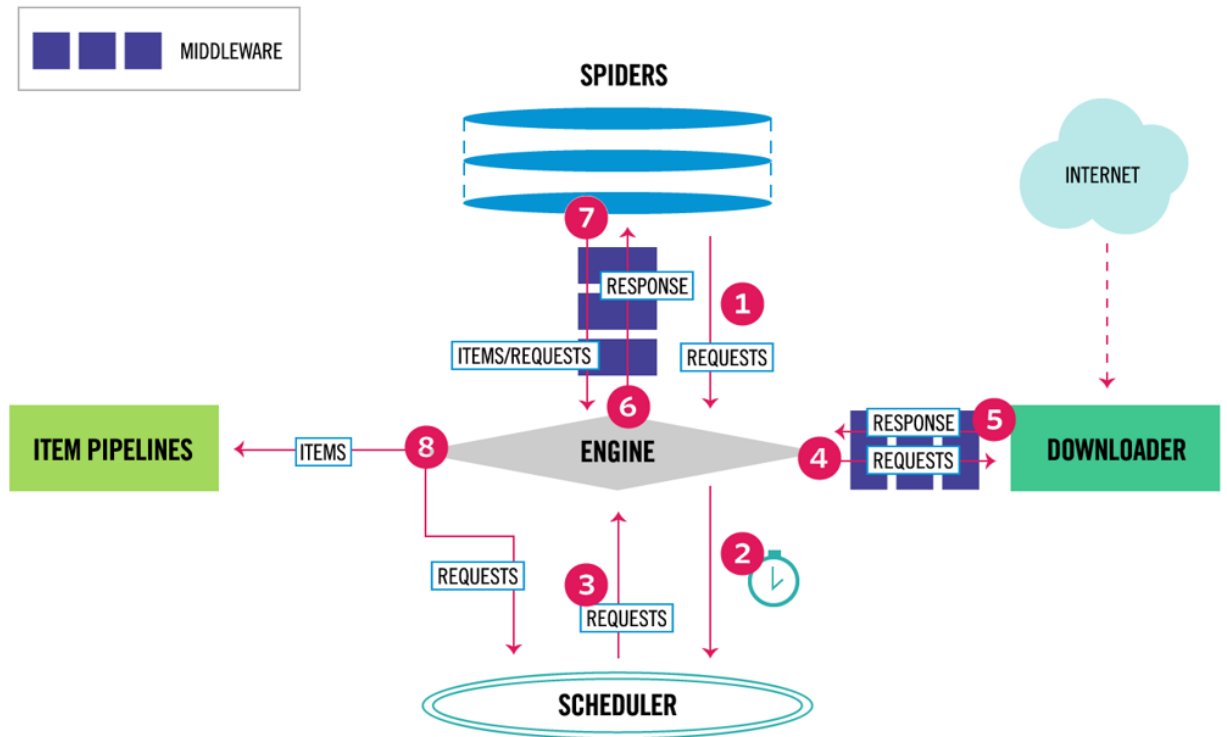 MIDDLEWARE
SPIDERS
INTERNET
7
RESPONSE
1
ITEMS/REQUESTS
REQUESTS
6
ITEM PIPELINES
ITEMS
8
ENGINE
4
RESPONSE
5
REQUESTS
DOWNLOADER
2
REQUESTS
3
REQUESTS
SCHEDULER